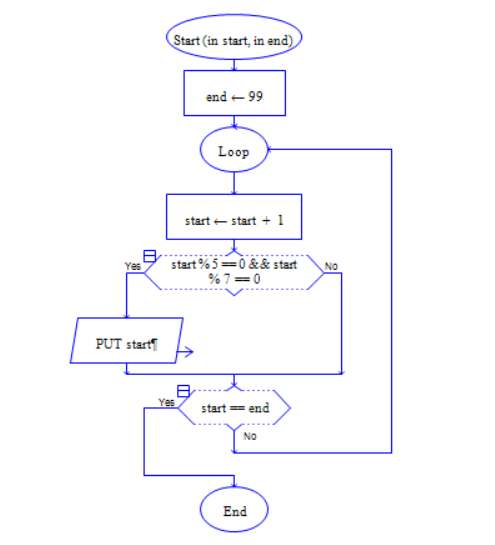 Start (in start, in end)
end ← 99
Loop
start ← start + 1
Yes
start % 5 == 0 && start
% 7 == 0
No
PUT start¶
Yes
start == end
No
End